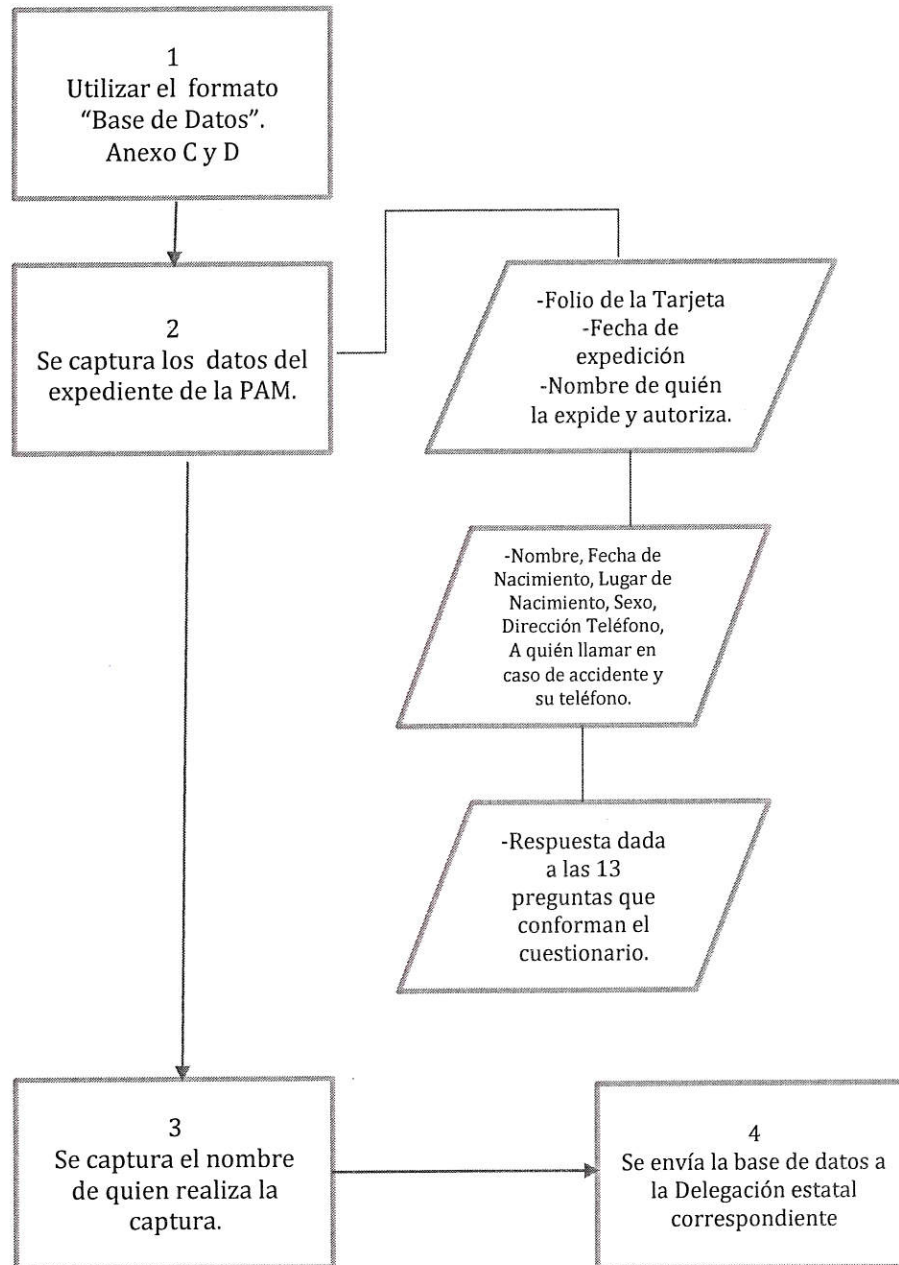 1
Utilizar el formato
“Base de Datos”.
Anexo C y D
2
Se captura los datos del
expediente de la PAM.
-Folio de la Tarjeta
-Fecha de
expedición
-Nombre de quién
la expide y autoriza.
-Nombre, Fecha de
Nacimiento, Lugar de
Nacimiento, Sexo,
Dirección Teléfono,
A quién llamar en
caso de accidente y
su teléfono.
-Respuesta dada
a las 13
preguntas que
conforman el
cuestionario.
3
Se captura el nombre
de quien realiza la
captura.
4
Se envía la base de datos a
la Delegación estatal
correspondiente